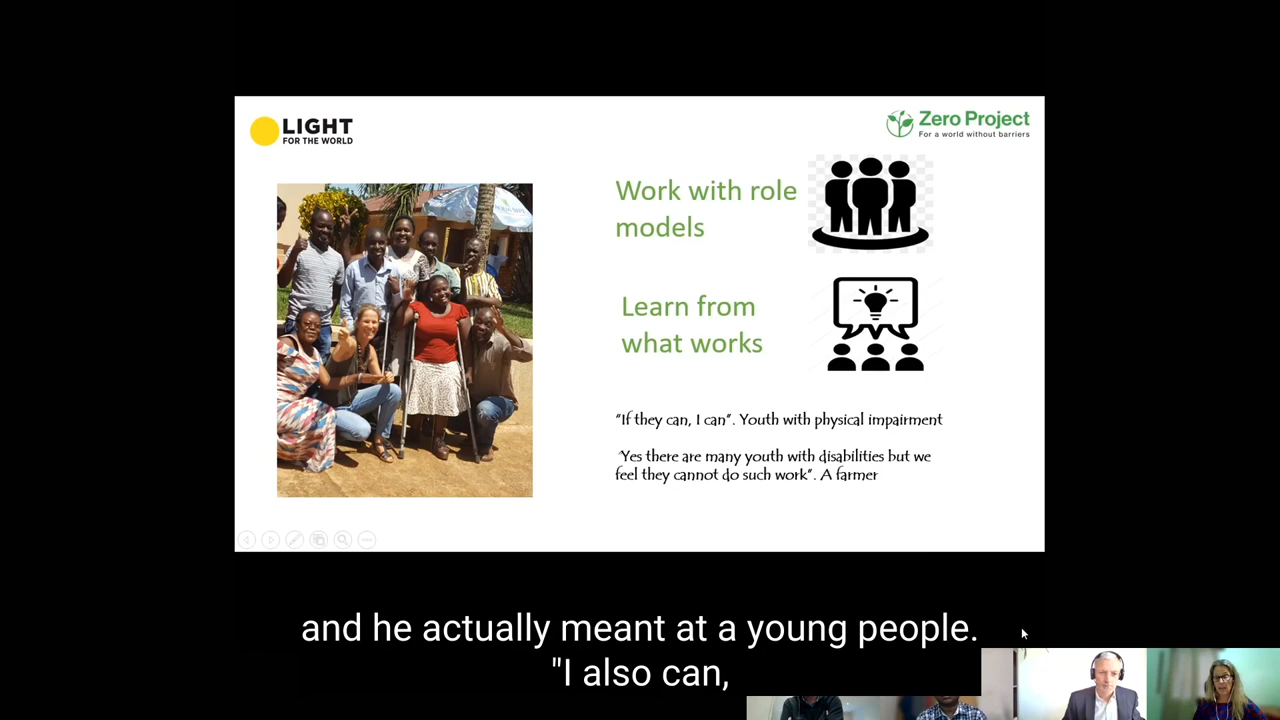 LIGHT
FOR THE WORLD
Zero Project
For a world without barriers
Work with role
models
Learn from
what works
"If they can, I can". Youth with physical impairment
"Yes there are many youth with disabilities but we
feel they cannot do such work". A farmer
and he actually meant at a young people.
"I also can,